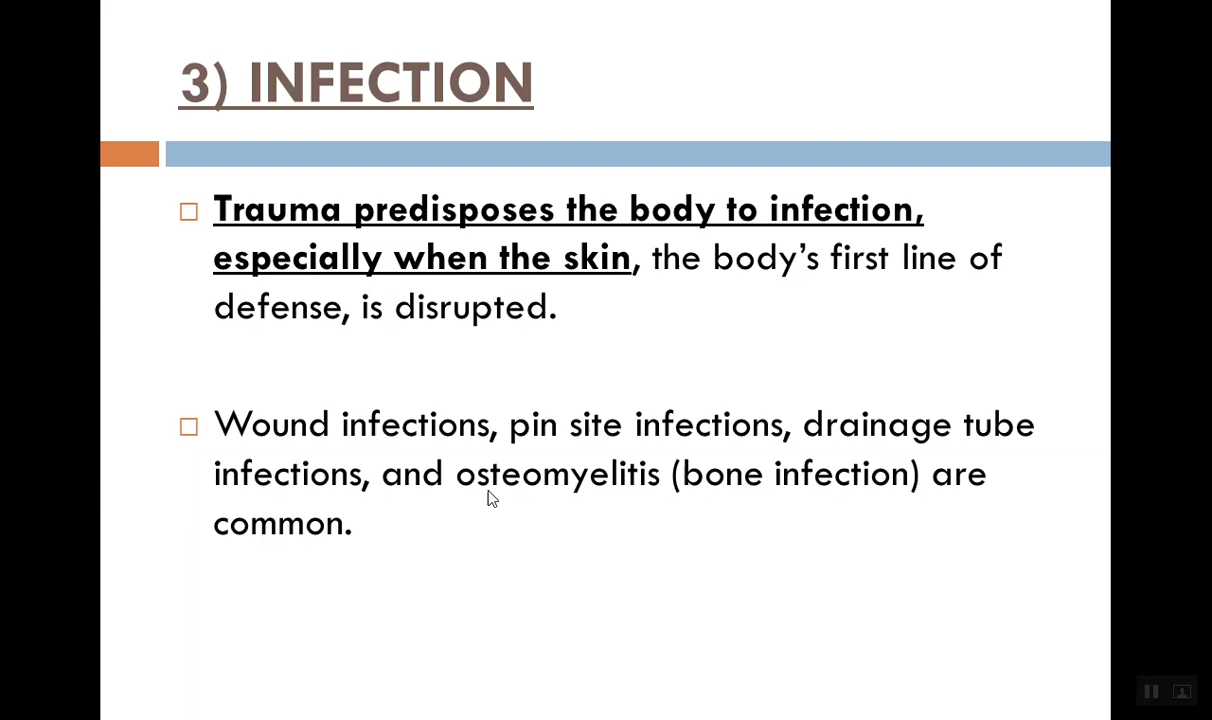 3) INFECTION
Trauma predisposes the body to infection,
especially when the skin, the body’s first line of
defense, is disrupted.
Wound infections, pin site infections, drainage tube
infections, and osteomyelitis (bone infection) are
common.